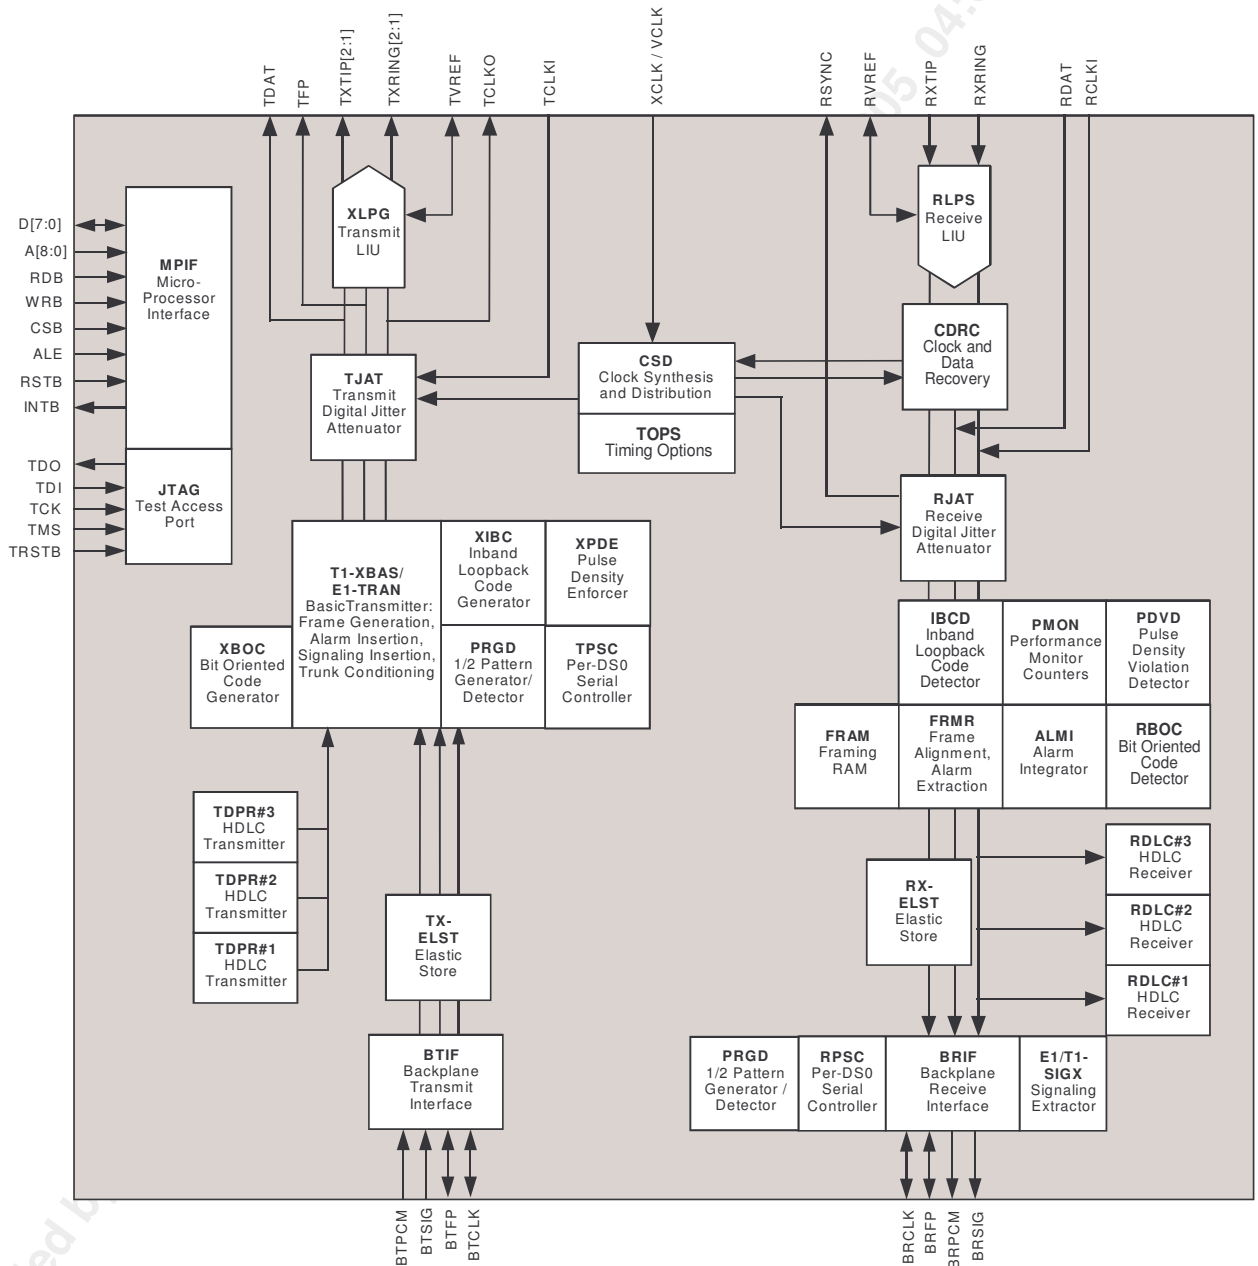 TDAT
TFP
TXTIP[2:1]
TXRING[2:1]
TVREF
TCLKO
TCLKI
XCLK / VCLK
RSYNC
RVREF
RXTIP
RXRING
RDAT
RCLKI
D[7:0]
A[8:0]
RDB
WRB
CSB
ALE
RSTB
INTB
TDO
TDI
TCK
TMS
TRSTB
MPIF
Micro-
Processor
Interface
JTAG
Test Access
Port
XLPG
Transmit
LIU
TJAT
Transmit
Digital Jitter
Attenuator
CSD
Clock Synthesis
and Distribution
TOPS
Timing Options
RLPS
Receive
LIU
CDRC
Clock and
Data
Recovery
RJAT
Receive
Digital Jitter
Attenuator
XBOC
Bit Oriented
Code
Generator
T1-XBAS/
E1-TRAN
BasicTransmitter:
Frame Generation,
Alarm Insertion,
Signaling Insertion,
Trunk Conditioning
XIBC
Inband
Loopback
Code
Generator
XPDE
Pulse
Density
Enforcer
PRGD
1/2 Pattern
Generator/
Detector
TPSC
Per-DS0
Serial
Controller
IBCD
Inband
Loopback
Code
Detector
PMON
Performance
Monitor
Counters
PDVD
Pulse
Density
Violation
Detector
FRAM
Framing
RAM
FRMR
Frame
Alignment,
Alarm
Extraction
ALMI
Alarm
Integrator
RBOC
Bit Oriented
Code
Detector
TDPR#3
HDLC
Transmitter
TDPR#2
HDLC
Transmitter
TDPR#1
HDLC
Transmitter
TX-
ELST
Elastic
Store
RX-
ELST
Elastic
Store
RDLC#3
HDLC
Receiver
RDLC#2
HDLC
Receiver
RDLC#1
HDLC
Receiver
BTIF
Backplane
Transmit
Interface
PRGD
1/2 Pattern
Generator /
Detector
RPSC
Per-DS0
Serial
Controller
BRIF
Backplane
Receive
Interface
E1/T1-
SIGX
Signaling
Extractor
BTPCM
BTSIG
BTFP
BTCLK
BRCLK
BRFP
BRPCM
BRSIG